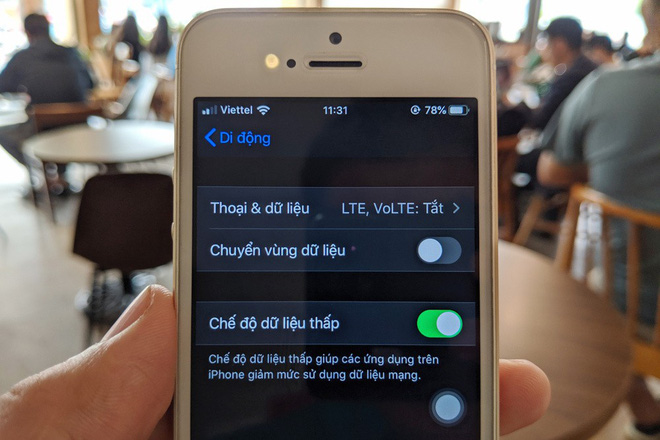 Viettel 11:31 78%
Di động
Thoại & dữ liệu LTE, VoLTE: Tắt
Chuyển vùng dữ liệu
Chế độ dữ liệu thấp
Chế độ dữ liệu thấp giúp các ứng dụng trên
iPhone giảm mức sử dụng dữ liệu mạng.